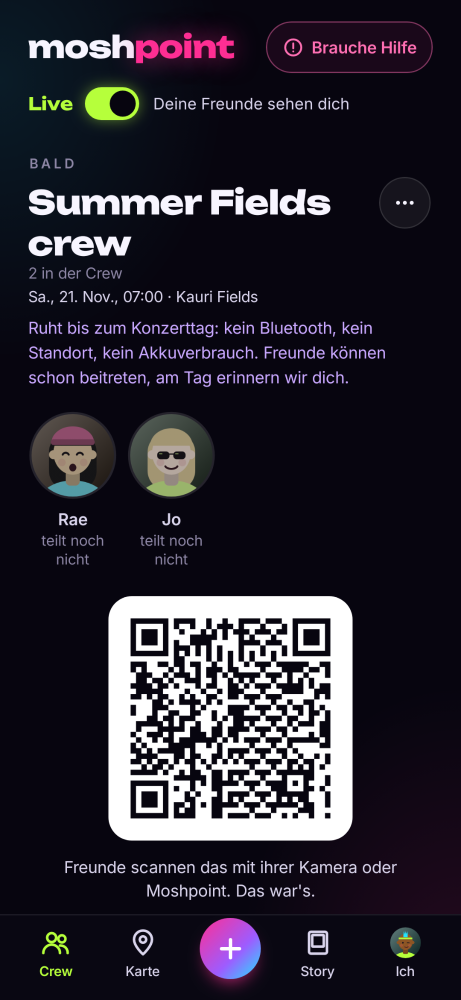 moshpoint
Brauche Hilfe
Live
Deine Freunde sehen dich
BALD
Summer Fields
crew
2 in der Crew
Sa., 21. Nov., 07:00 · Kauri Fields
Ruht bis zum Konzerttag: kein Bluetooth, kein
Standort, kein Akkuverbrauch. Freunde können
schon beitreten, am Tag erinnern wir dich.
Rae
teilt noch
nicht
Jo
teilt noch
nicht
Freunde scannen das mit ihrer Kamera oder
Moshpoint. Das war's.
Crew
Karte
Story
Ich